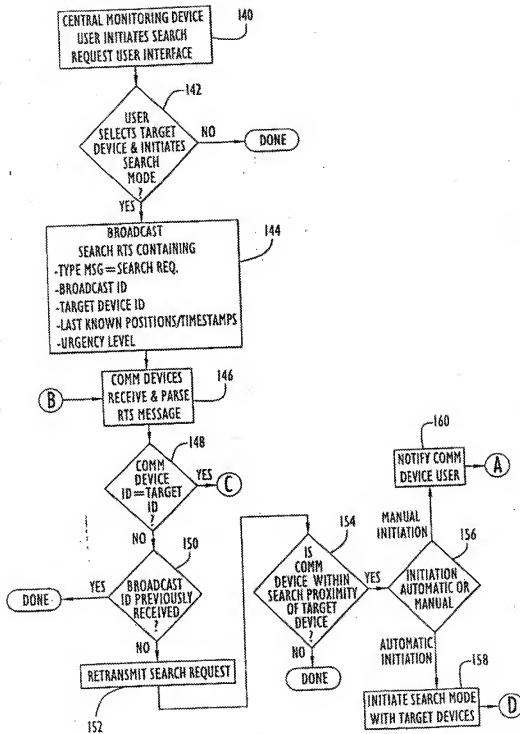 CENTRAL MONITORING DEVICE
USER INITIATES SEARCH
REQUEST USER INTERFACE
140
142
USER
SELECTS TARGET
DEVICE & INITIATES
SEARCH
MODE
?
NO
DONE
YES
BROADCAST
SEARCH RTS CONTAINING
-TYPE MSG=SEARCH REQ.
-BROADCAST ID
-TARGET DEVICE ID
-LAST KNOWN POSITIONS/TIMESTAMPS
-URGENCY LEVEL
144
B
COMM DEVICES
RECEIVE & PARSE
RTS MESSAGE
146
148
COMM
DEVICE
ID=TARGET
ID
?
YES
C
NO
150
BROADCAST
ID PREVIOUSLY
RECEIVED
?
YES
DONE
NO
RETRANSMIT SEARCH REQUEST
152
154
IS
COMM
DEVICE WITHIN
SEARCH PROXIMITY
OF TARGET
DEVICE
?
YES
NO
DONE
160
NOTIFY COMM
DEVICE USER
A
MANUAL
INITIATION
156
INITIATION
AUTOMATIC OR
MANUAL
AUTOMATIC
INITIATION
158
INITIATE SEARCH MODE
WITH TARGET DEVICES
D